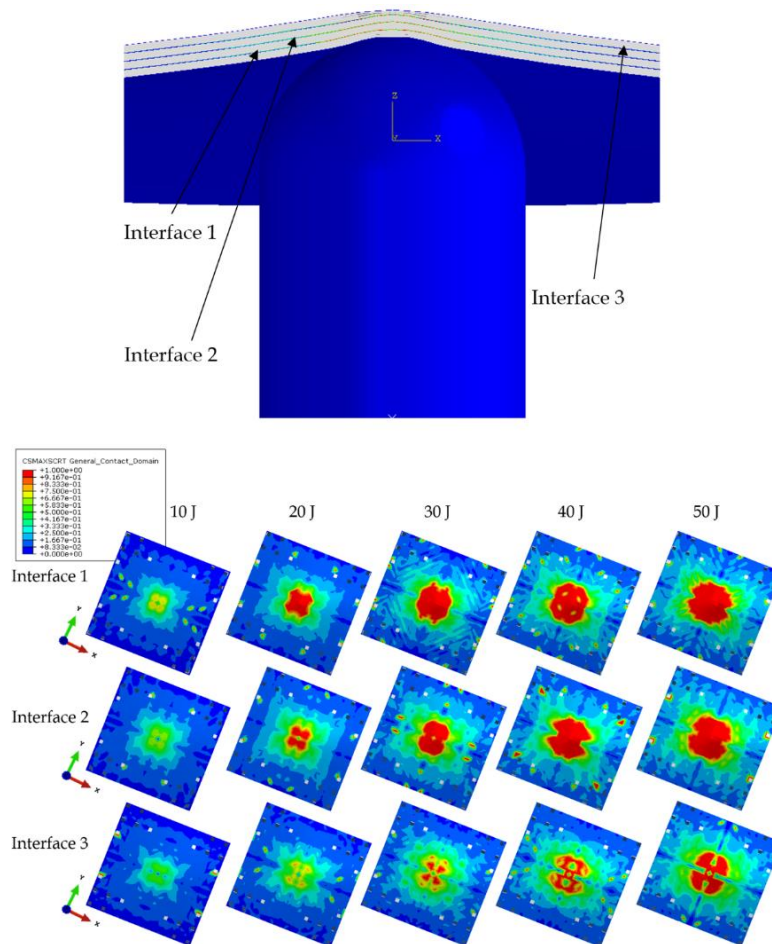 Z
X
Interface 1
Interface 3
Interface 2
CSMAXSCRT General_Contact_Domain
+1.000e+00
+9.167e-01
+8.333e-01
+7.500e-01
+6.667e-01
+5.833e-01
+5.000e-01
+4.167e-01
+3.333e-01
+2.500e-01
+1.667e-01
+8.333e-02
+0.000e+00
10 J 20 J 30 J 40 J 50 J
Interface 1
Y
X
Interface 2
Y
X
Interface 3
Y
X